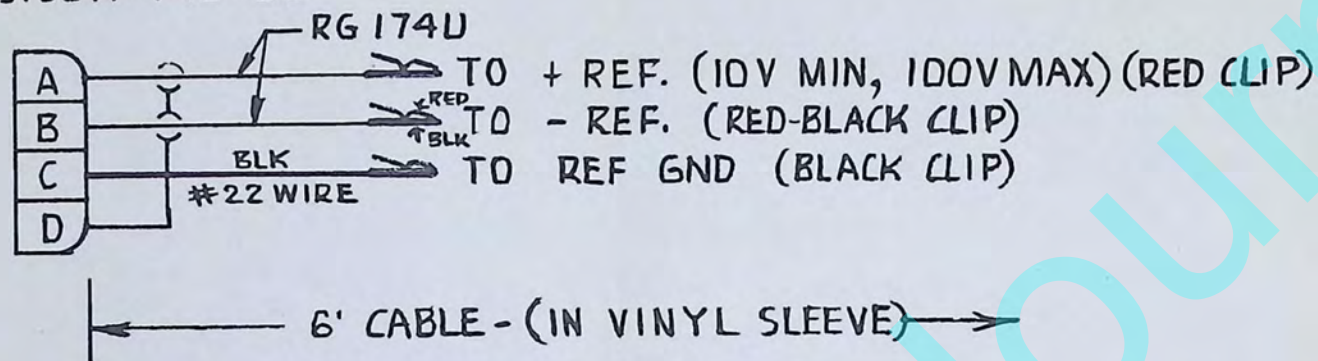 RG 174U
A TO + REF. (10V MIN, 100V MAX) (RED CLIP)
RED
B TO - REF. (RED-BLACK CLIP)
BLK
BLK
C TO REF GND (BLACK CLIP)
#22 WIRE
D
6' CABLE - (IN VINYL SLEEVE)